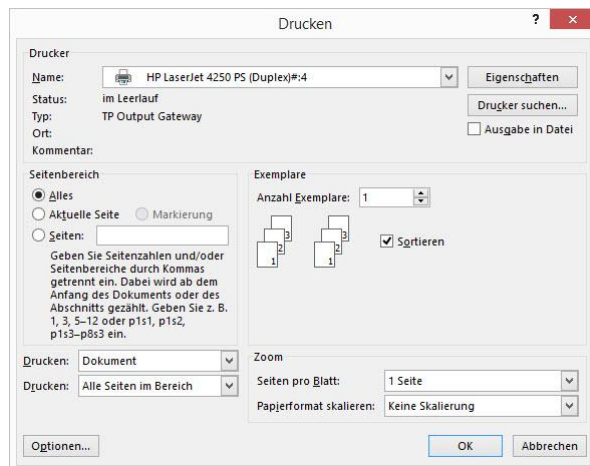 Drucken
?
Drucker
Name: HP LaserJet 4250 PS (Duplex)#:4
Eigenschaften
Status: im Leerlauf
Drucker suchen...
Typ: TP Output Gateway
Ort:
Ausgabe in Datei
Kommentar:
Seitenbereich
Alles
Aktuelle Seite Markierung
Seiten:
Geben Sie Seitenzahlen und/oder
Seitenbereiche durch Kommas
getrennt ein. Dabei wird ab dem
Anfang des Dokuments oder des
Abschnitts gezählt. Geben Sie z. B.
1, 3, 5–12 oder p1s1, p1s2,
p1s3–p8s3 ein.
Exemplare
Anzahl Exemplare: 1
3 3
2 2
1 1
Sortieren
Drucken: Dokument
Drucken: Alle Seiten im Bereich
Zoom
Seiten pro Blatt: 1 Seite
Papierformat skalieren: Keine Skalierung
Optionen...
OK
Abbrechen